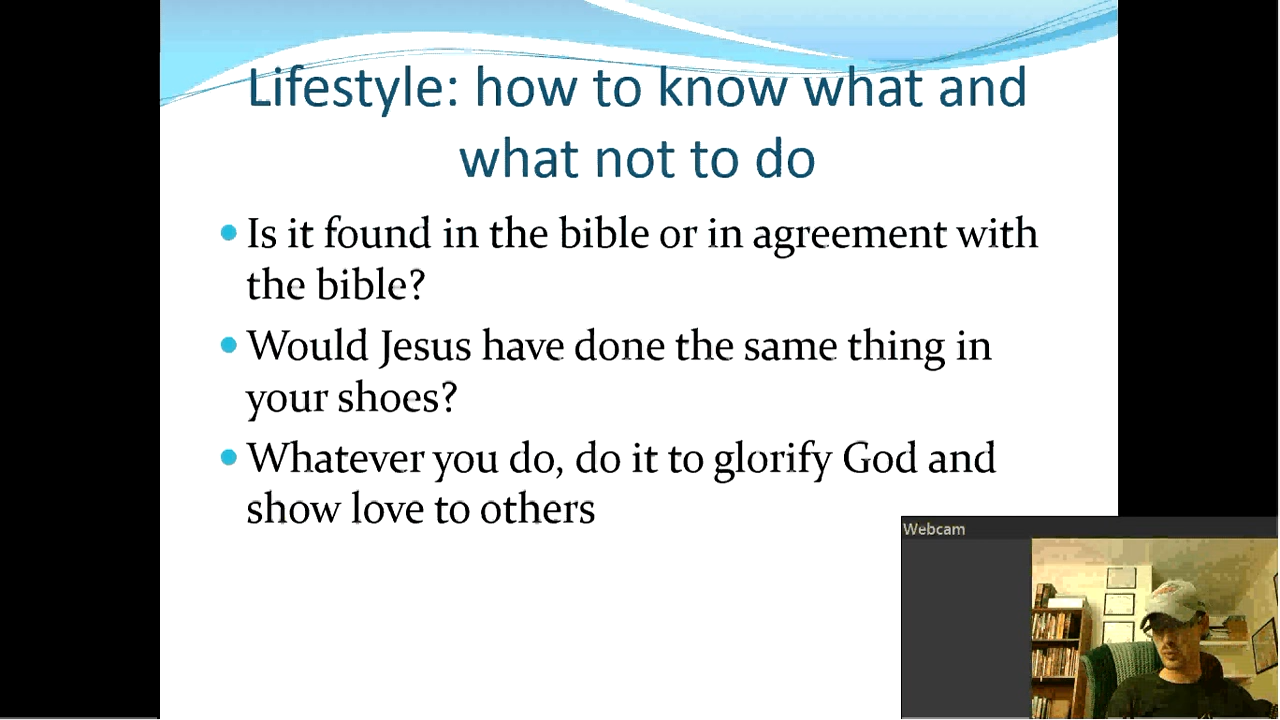 Lifestyle: how to know what and
what not to do
Is it found in the bible or in agreement with
the bible?
Would Jesus have done the same thing in
your shoes?
Whatever you do, do it to glorify God and
show love to others
Webcam